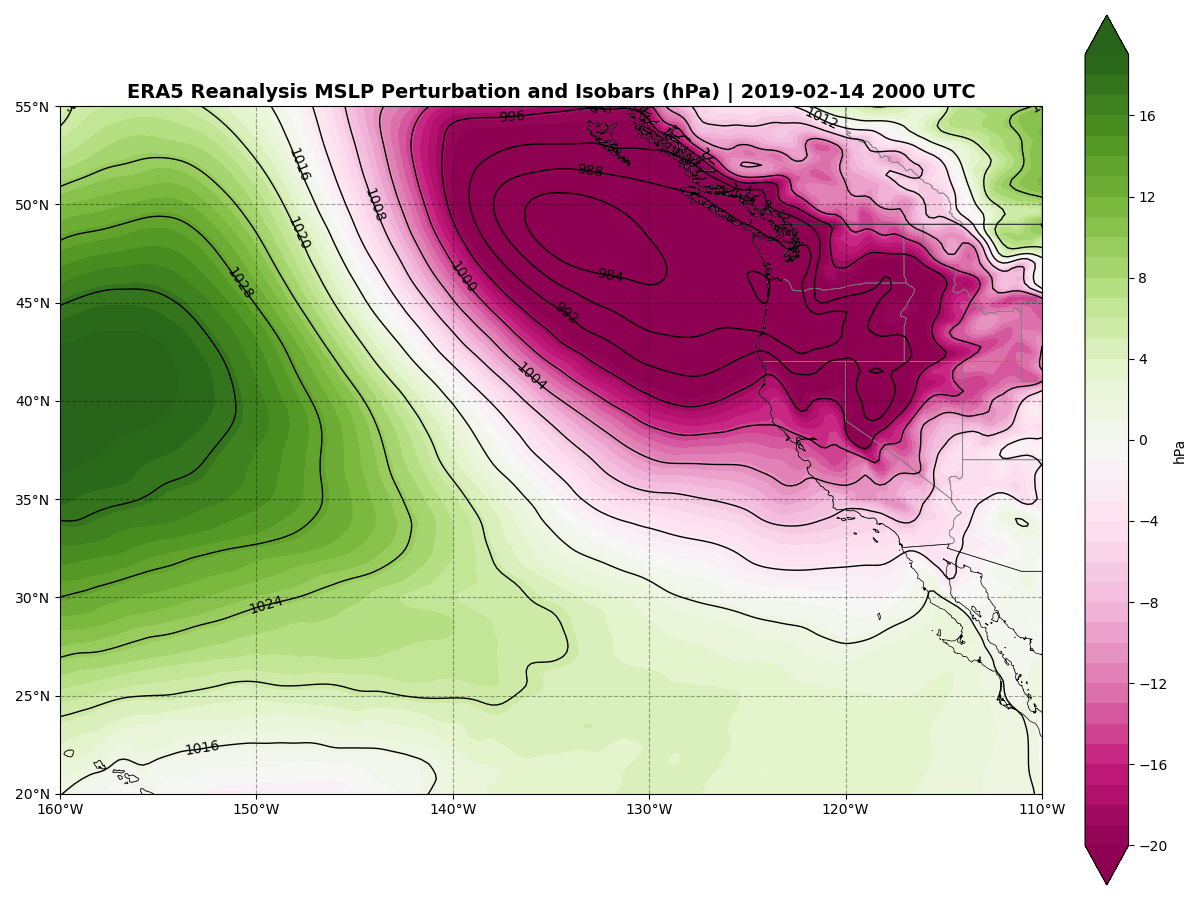 ERA5 Reanalysis MSLP Perturbation and Isobars (hPa) | 2019-02-14 2000 UTC
55°N
50°N
45°N
40°N
35°N
30°N
25°N
20°N
160°W
150°W
140°W
130°W
120°W
110°W
996
1012
1016
988
1008
1020
1028
1000
984
992
1004
1024
1016
16
12
8
4
0
−4
−8
−12
−16
−20
hPa